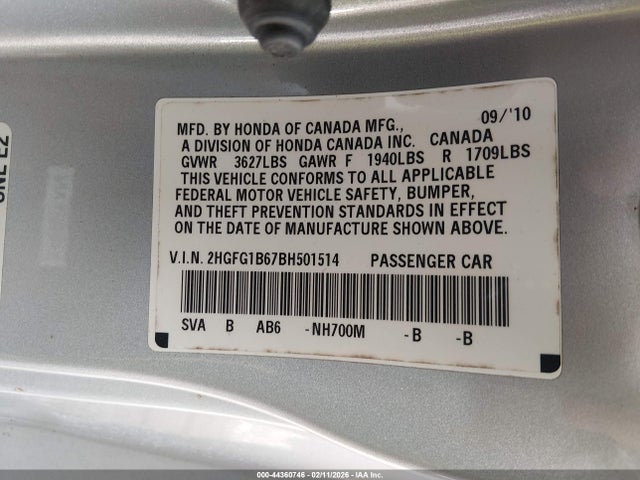 09/'10
MFD. BY HONDA OF CANADA MFG.,
A DIVISION OF HONDA CANADA INC. CANADA
GVWR 3627LBS GAWR F 1940LBS R 1709LBS
THIS VEHICLE CONFORMS TO ALL APPLICABLE
FEDERAL MOTOR VEHICLE SAFETY, BUMPER,
AND THEFT PREVENTION STANDARDS IN EFFECT
ON THE DATE OF MANUFACTURE SHOWN ABOVE.
V.I.N. 2HGFG1B67BH501514 PASSENGER CAR
SVA B AB6 -NH700M -B -B
000-44360746 - 02/11/2026 - IAA Inc.